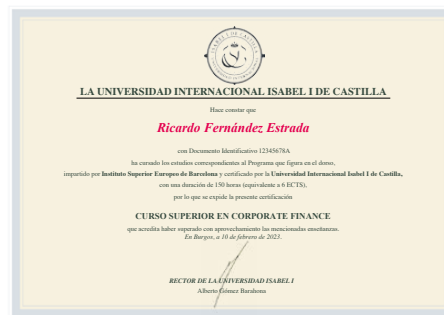 LA UNIVERSIDAD INTERNACIONAL ISABEL I DE CASTILLA
Hace constar que
Ricardo Fernández Estrada
con Documento Identificativo 12345678A
ha cursado los estudios correspondientes al Programa que figura en el dorso,
impartido por Instituto Superior Europeo de Barcelona y certificado por la Universidad Internacional Isabel I de Castilla,
con una duración de 150 horas (equivalente a 6 ECTS),
por lo que se expide la presente certificación
CURSO SUPERIOR EN CORPORATE FINANCE
que acredita haber superado con aprovechamiento las mencionadas enseñanzas.
En Burgos, a 10 de febrero de 2023.
RECTOR DE LA UNIVERSIDAD ISABEL I
Alberto Gómez Barahona